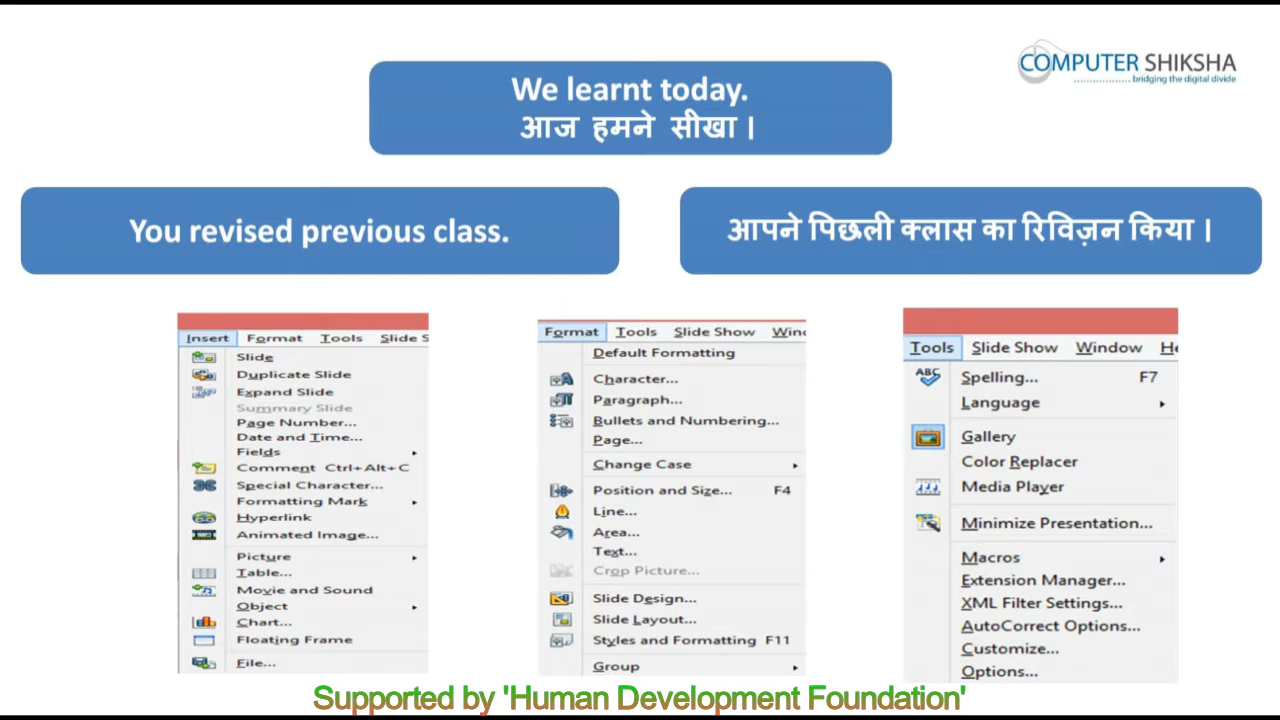 COMPUTER SHIKSHA
bridging the digital divide
We learnt today.
आज हमने सीखा ।
You revised previous class.
आपने पिछली क्लास का रिविज़न किया ।
Insert Format Tools Slide S
Slide
Duplicate Slide
Expand Slide
Summary Slide
Page Number...
Date and Time...
Fields
Comment Ctrl+Alt+C
Special Character...
Formatting Mark
Hyperlink
Animated Image...
Picture
Table...
Movie and Sound
Object
Chart...
Floating Frame
File...
Format Tools Slide Show Wind
Default Formatting
Character...
Paragraph...
Bullets and Numbering...
Page...
Change Case
Position and Size... F4
Line...
Area...
Text...
Crop Picture...
Slide Design...
Slide Layout...
Styles and Formatting F11
Group
Tools Slide Show Window He
ABC
Spelling... F7
Language
Gallery
Color Replacer
Media Player
Minimize Presentation...
Macros
Extension Manager...
XML Filter Settings...
AutoCorrect Options...
Customize...
Options...
Supported by 'Human Development Foundation'